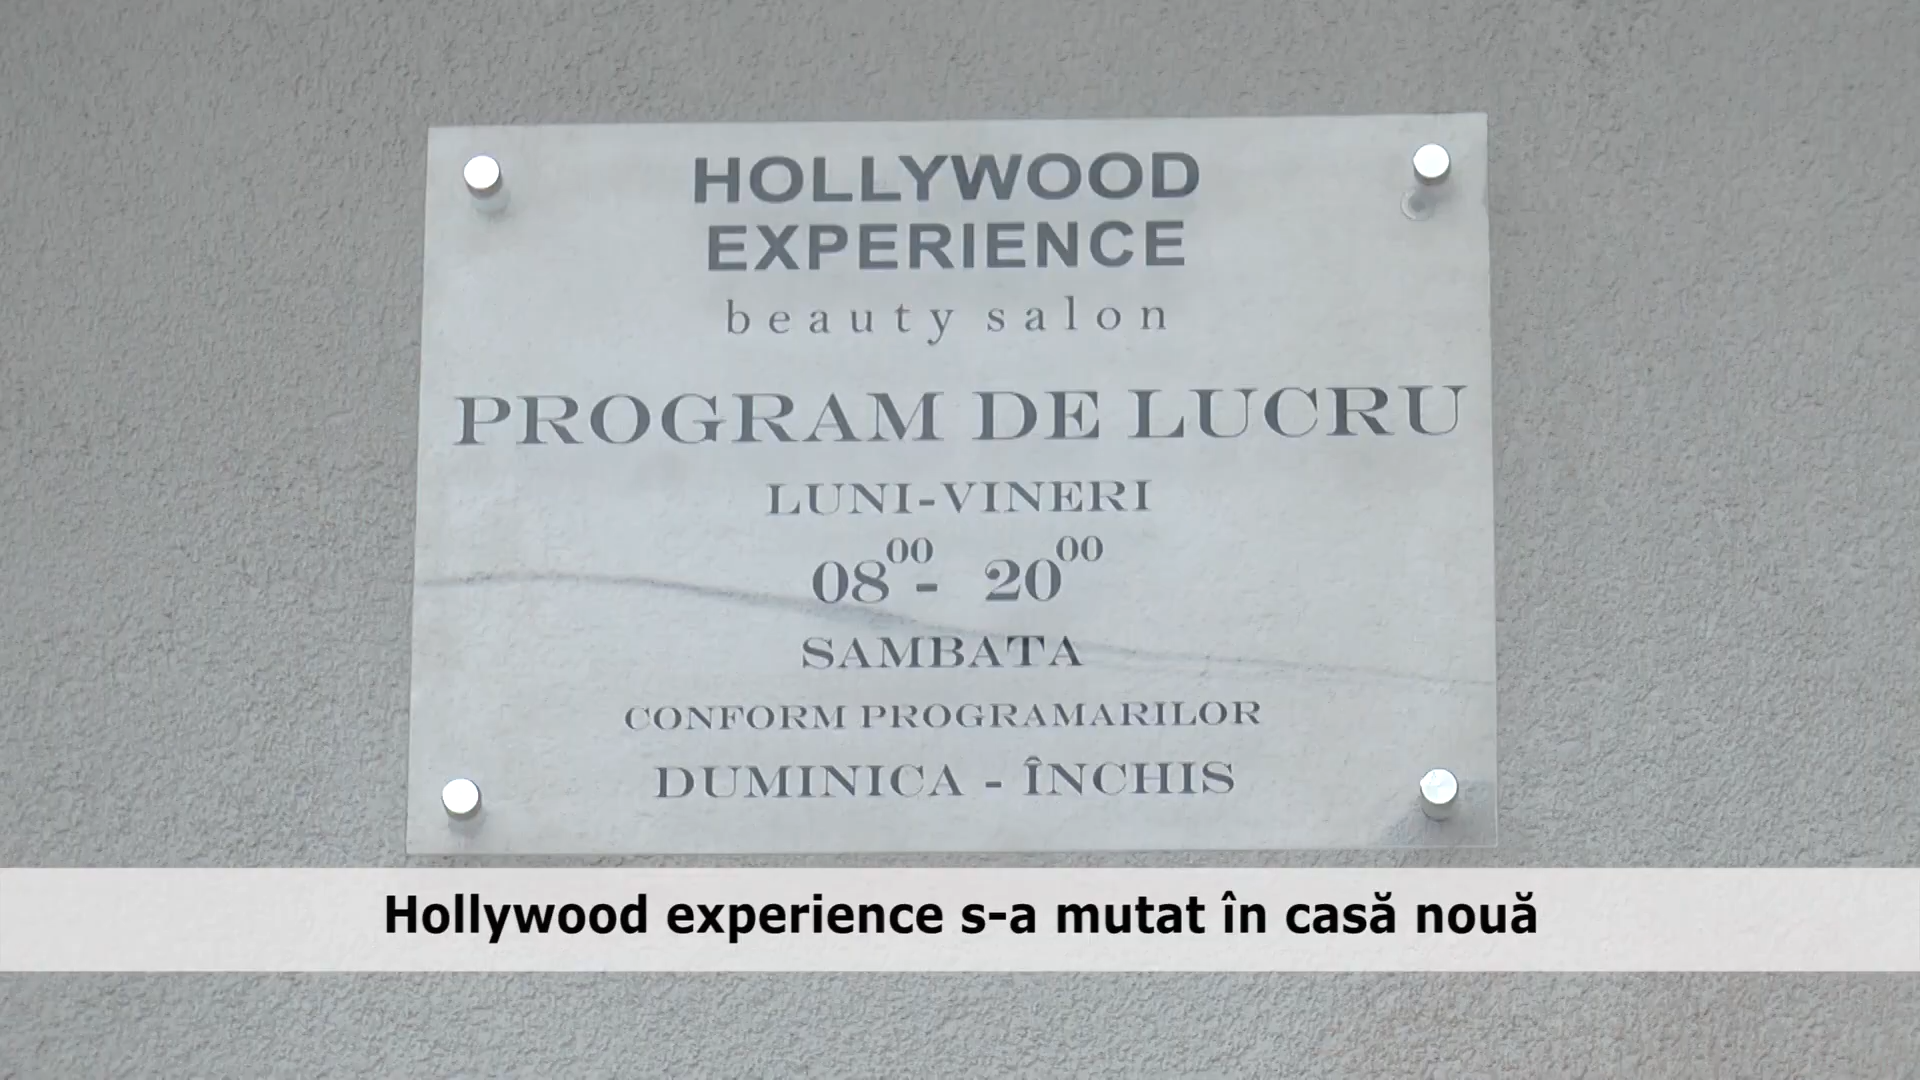 HOLLYWOOD
EXPERIENCE
beauty salon
PROGRAM DE LUCRU
LUNI-VINERI
08⁰⁰- 20⁰⁰
SAMBATA
CONFORM PROGRAMARILOR
DUMINICA - ÎNCHIS
Hollywood experience s-a mutat în casă nouă